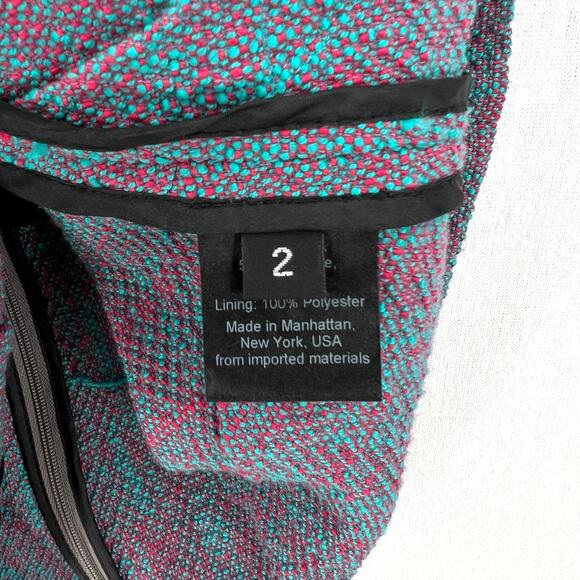 2
Lining: 100% Polyester
Made in Manhattan,
New York, USA
from imported materials